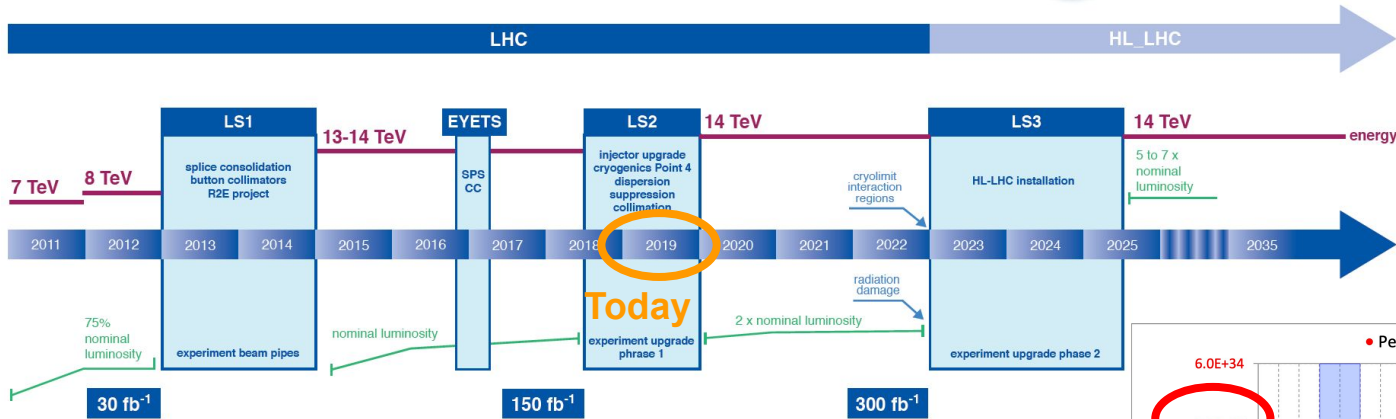 LHC
HL_LHC
LS1
EYETS
LS2
LS3
7 TeV
8 TeV
13-14 TeV
14 TeV
14 TeV
energy
splice consolidation
button collimators
R2E project
SPS
CC
injector upgrade
cryogenics Point 4
dispersion
suppression
collimation
cryolimit
interaction
regions
HL-LHC installation
5 to 7 x
nominal
luminosity
2011
2012
2013
2014
2015
2016
2017
2018
2019
2020
2021
2022
2023
2024
2025
2035
Today
radiation
damage
75%
nominal
luminosity
experiment beam pipes
nominal luminosity
experiment upgrade
phrase 1
2 x nominal luminosity
experiment upgrade phase 2
30 fb-1
150 fb-1
300 fb-1
6.0E+34